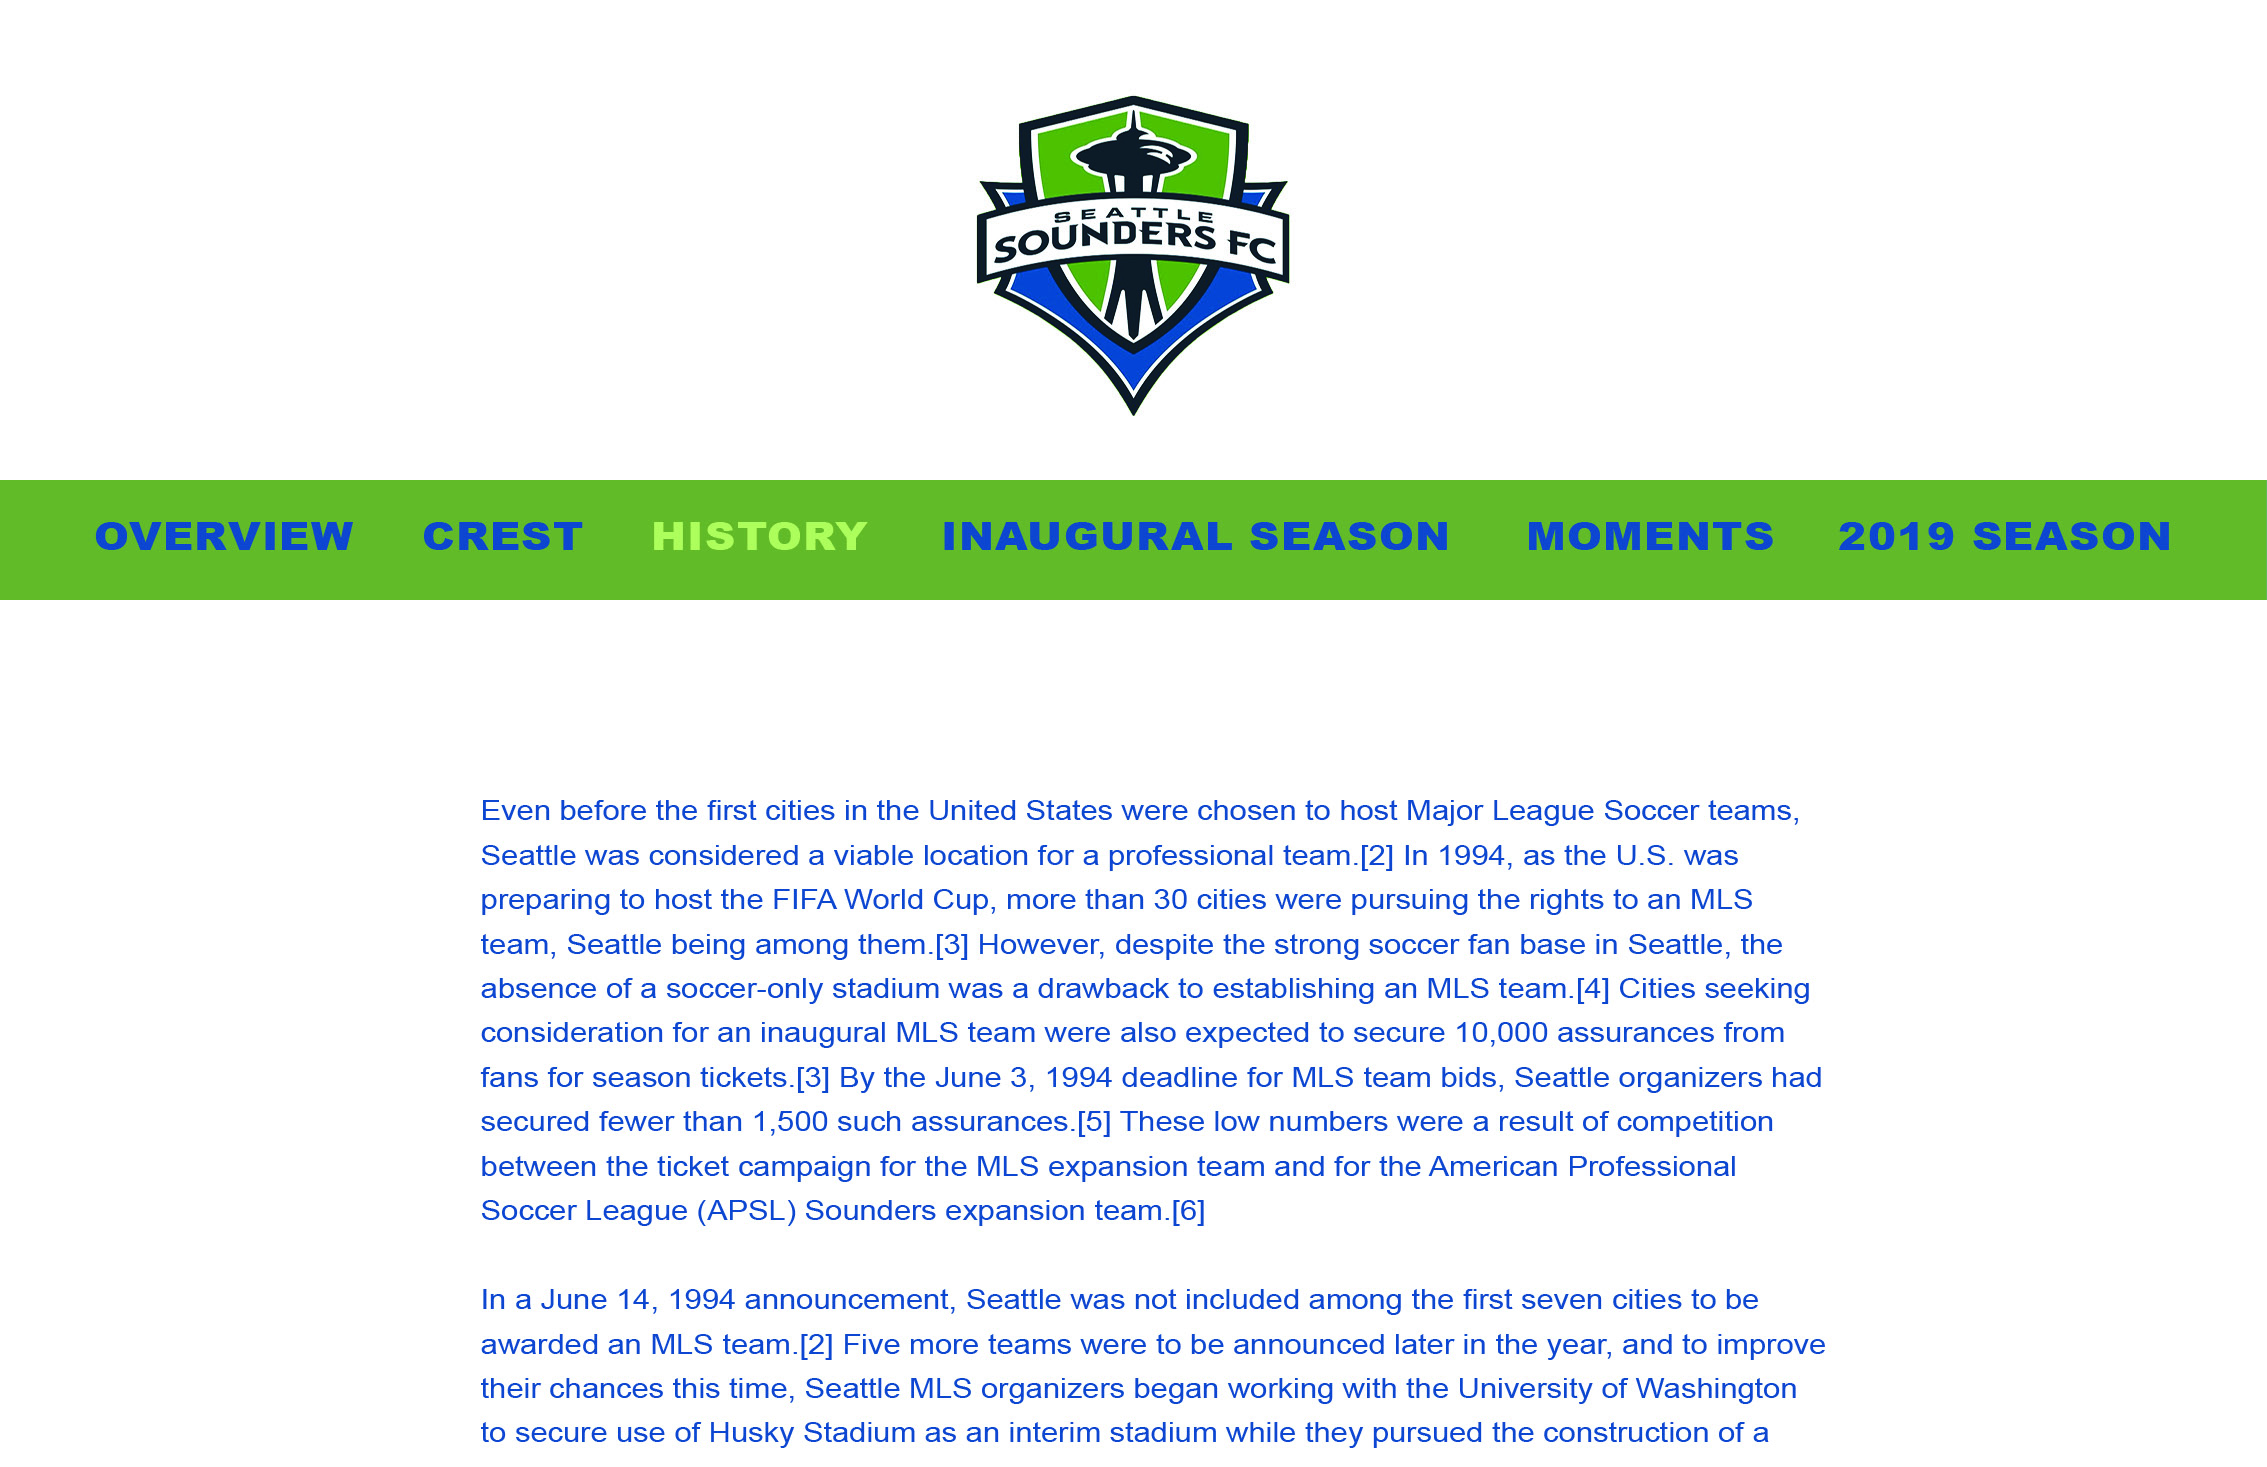 SEATTLE
SOUNDERS FC
OVERVIEW CREST HISTORY INAUGURAL SEASON MOMENTS 2019 SEASON
Even before the first cities in the United States were chosen to host Major League Soccer teams,
Seattle was considered a viable location for a professional team.[2] In 1994, as the U.S. was
preparing to host the FIFA World Cup, more than 30 cities were pursuing the rights to an MLS
team, Seattle being among them.[3] However, despite the strong soccer fan base in Seattle, the
absence of a soccer-only stadium was a drawback to establishing an MLS team.[4] Cities seeking
consideration for an inaugural MLS team were also expected to secure 10,000 assurances from
fans for season tickets.[3] By the June 3, 1994 deadline for MLS team bids, Seattle organizers had
secured fewer than 1,500 such assurances.[5] These low numbers were a result of competition
between the ticket campaign for the MLS expansion team and for the American Professional
Soccer League (APSL) Sounders expansion team.[6]
In a June 14, 1994 announcement, Seattle was not included among the first seven cities to be
awarded an MLS team.[2] Five more teams were to be announced later in the year, and to improve
their chances this time, Seattle MLS organizers began working with the University of Washington
to secure use of Husky Stadium as an interim stadium while they pursued the construction of a